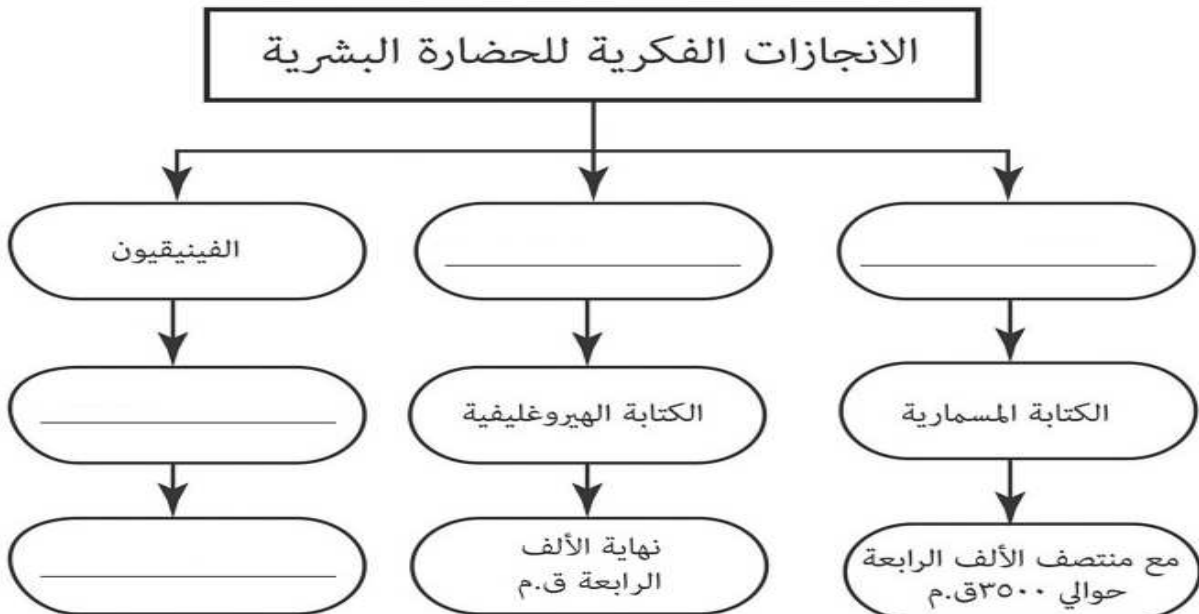 الانجازات الفكرية للحضارة البشرية
الفينيقيون
الكتابة المسمارية
الكتابة الهيروغليفية
مع منتصف الألف الرابعة
حوالي ٣٥٠٠ق.م
نهاية الألف
الرابعة ق.م